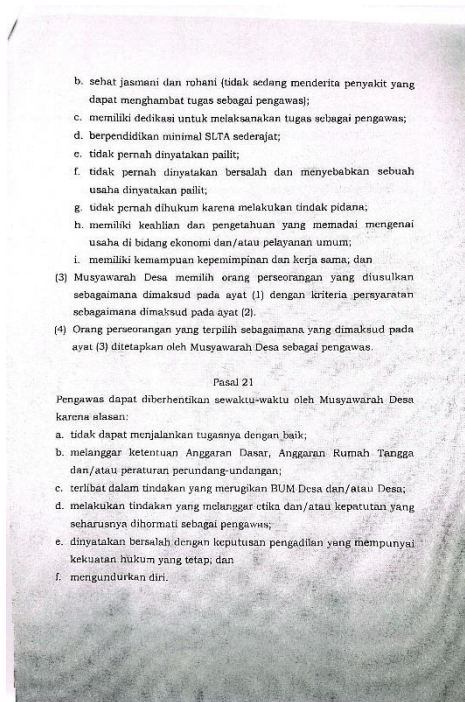 b. sehat jasmani dan rohani (tidak sedang menderita penyakit yang
dapat menghambat tugas sebagai pengawas);
c. memiliki dedikasi untuk melaksanakan tugas sebagai pengawas;
d. berpendidikan minimal SLTA sederajat;
e. tidak pernah dinyatakan pailit;
f. tidak pernah dinyatakan bersalah dan menyebabkan sebuah
usaha dinyatakan pailit;
g. tidak pernah dihukum karena melakukan tindak pidana;
h. memiliki keahlian dan pengetahuan yang memadai mengenai
usaha di bidang ekonomi dan/atau pelayanan umum;
i. memiliki kemampuan kepemimpinan dan kerja sama; dan
(3) Musyawarah Desa memilih orang perseorangan yang diusulkan
sebagaimana dimaksud pada ayat (1) dengan kriteria persyaratan
sebagaimana dimaksud pada ayat (2).
(4) Orang perseorangan yang terpilih sebagaimana yang dimaksud pada
ayat (3) ditetapkan oleh Musyawarah Desa sebagai pengawas.
Pasal 21
Pengawas dapat diberhentikan sewaktu-waktu oleh Musyawarah Desa
karena alasan:
a. tidak dapat menjalankan tugasnya dengan baik;
b. melanggar ketentuan Anggaran Dasar, Anggaran Rumah Tangga
dan/atau peraturan perundang-undangan;
c. terlibat dalam tindakan yang merugikan BUM Desa dan/atau Desa;
d. melakukan tindakan yang melanggar etika dan/atau kepatutan yang
seharusnya dihormati sebagai pengawas;
e. dinyatakan bersalah dengan keputusan pengadilan yang mempunyai
kekuatan hukum yang tetap; dan
f. mengundurkan diri.